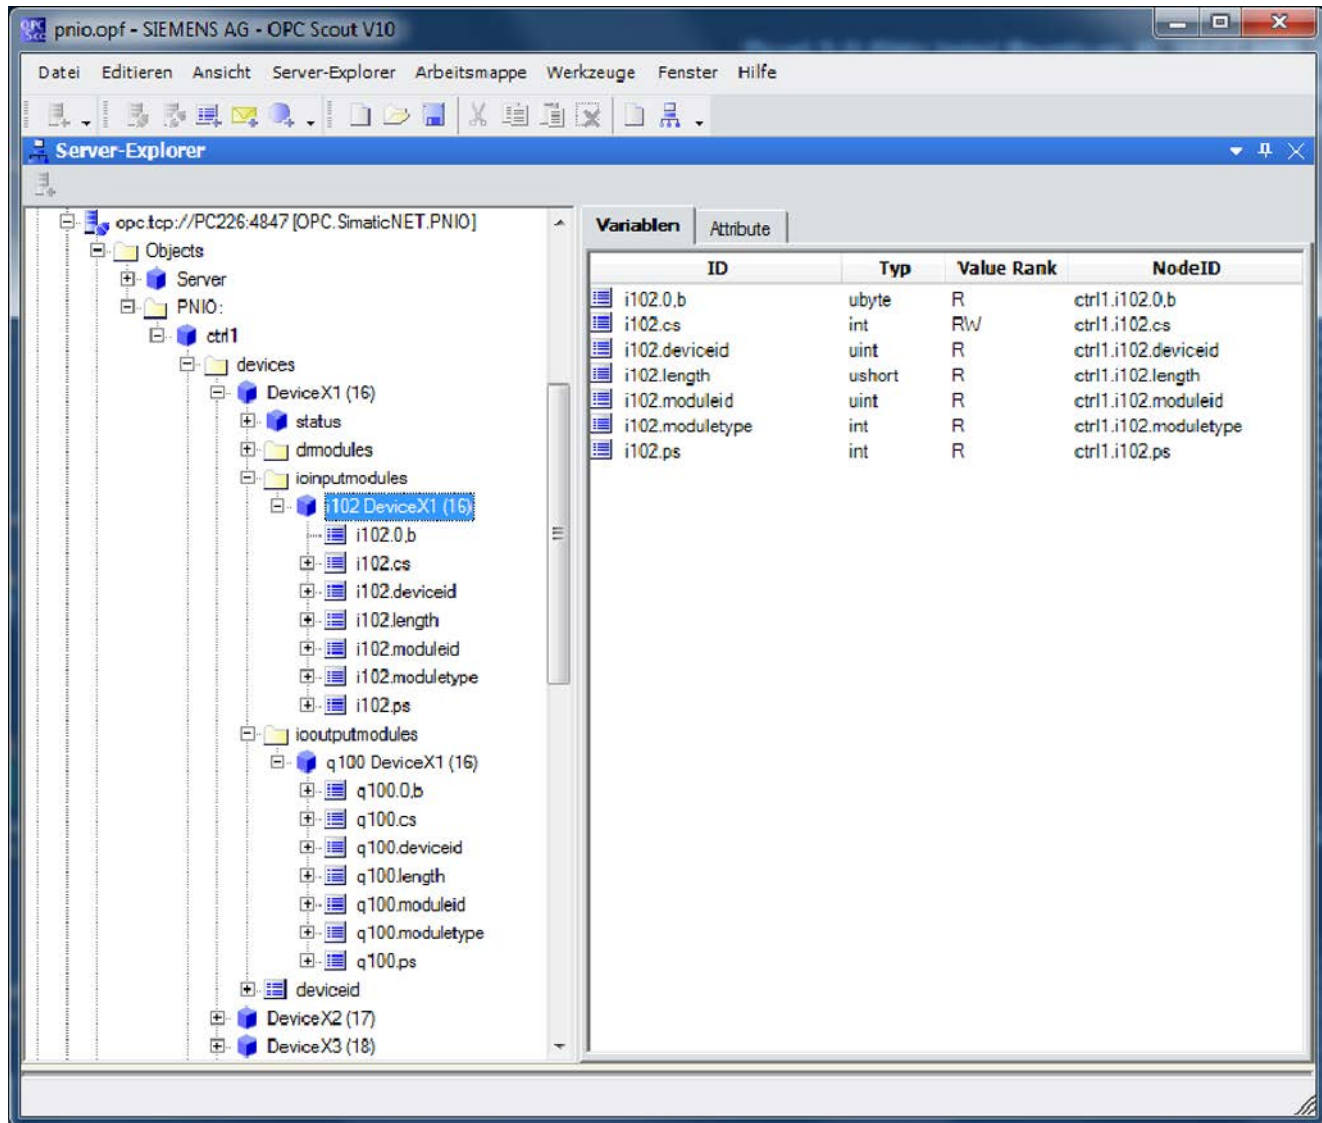 pnio.opf - SIEMENS AG - OPC Scout V10
Datei Editieren Ansicht Server-Explorer Arbeitsmappe Werkzeuge Fenster Hilfe
Server-Explorer
opc.tcp://PC226:4847 [OPC.SimaticNET.PNIO]
Objects
Server
PNIO:
ctrl1
devices
DeviceX1 (16)
status
drmodules
ioinputmodules
i102 DeviceX1 (16)
i102.0,b
i102.cs
i102.deviceid
i102.length
i102.moduleid
i102.moduletype
i102.ps
iooutputmodules
q100 DeviceX1 (16)
q100.0,b
q100.cs
q100.deviceid
q100.length
q100.moduleid
q100.moduletype
q100.ps
deviceid
DeviceX2 (17)
DeviceX3 (18)
Variablen Attribute
ID Typ Value Rank NodeID
i102.0,b ubyte R ctrl1.i102.0,b
i102.cs int RW ctrl1.i102.cs
i102.deviceid uint R ctrl1.i102.deviceid
i102.length ushort R ctrl1.i102.length
i102.moduleid uint R ctrl1.i102.moduleid
i102.moduletype int R ctrl1.i102.moduletype
i102.ps int R ctrl1.i102.ps